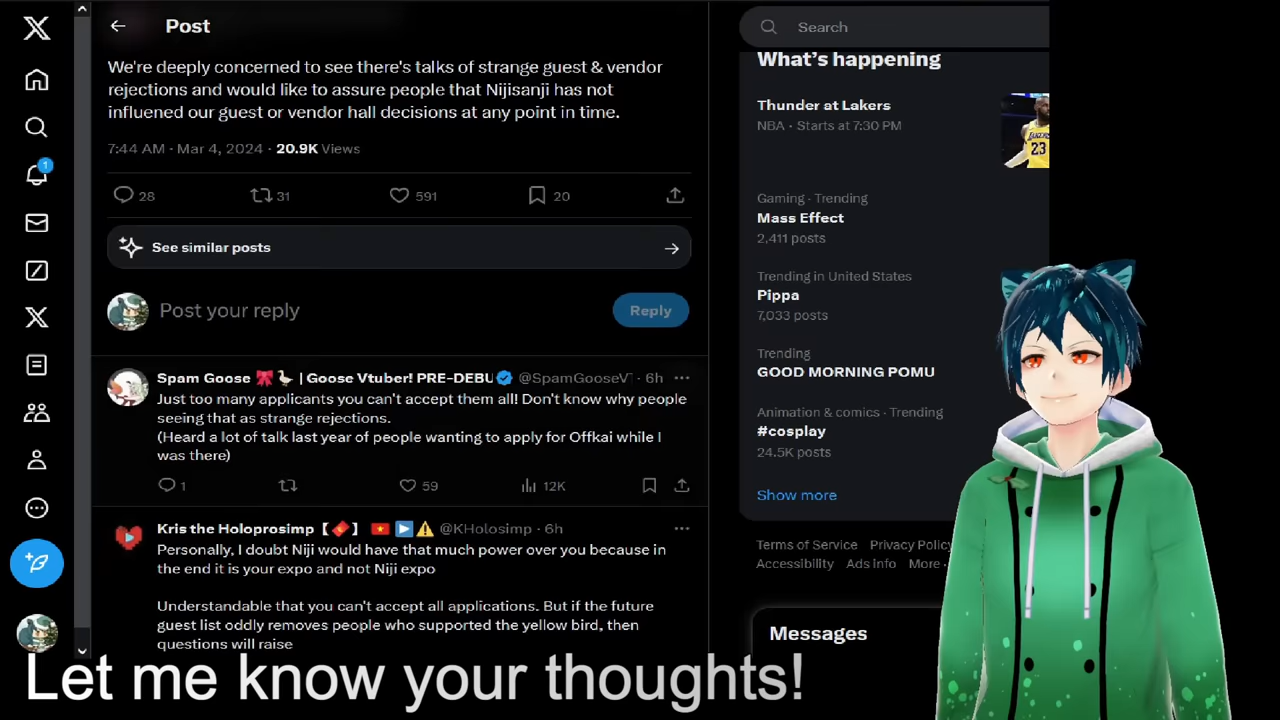 Post
We're deeply concerned to see there's talks of strange guest & vendor
rejections and would like to assure people that Nijisanji has not
influenced our guest or vendor hall decisions at any point in time.
7:44 AM · Mar 4, 2024 · 20.9K Views
28 31 591 20
See similar posts
Post your reply
Reply
Spam Goose 🎀🪿 | Goose Vtuber! PRE-DEBU @SpamGooseVT · 6h
Just too many applicants you can't accept them all! Don't know why people
seeing that as strange rejections.
(Heard a lot of talk last year of people wanting to apply for Offkai while I
was there)
1 59 12K
Kris the Holoprosimp【🧧】 🇻🇳▶️⚠️ @KHolosimp · 6h
Personally, I doubt Niji would have that much power over you because in
the end it is your expo and not Niji expo
Understandable that you can't accept all applications. But if the future
guest list oddly removes people who supported the yellow bird, then
questions will raise
Search
What's happening
Thunder at Lakers
NBA · Starts at 7:30 PM
23
Gaming · Trending
Mass Effect
2,411 posts
Trending in United States
Pippa
7,033 posts
Trending
GOOD MORNING POMU
Animation & comics · Trending
#cosplay
24.5K posts
Show more
Terms of Service Privacy Policy
Accessibility Ads Info More
Messages
1
Let me know your thoughts!